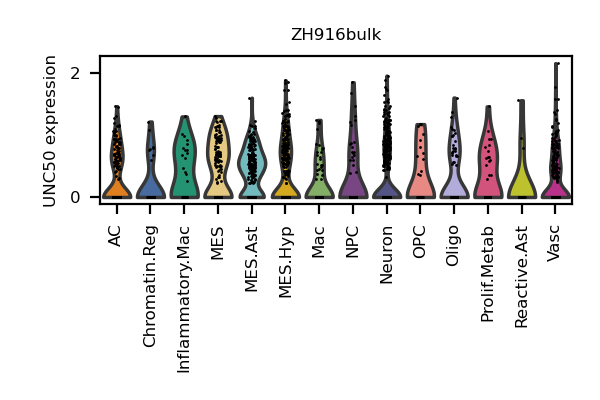 ZH916bulk
UNC50 expression
2
0
AC
Chromatin.Reg
Inflammatory.Mac
MES
MES.Ast
MES.Hyp
Mac
NPC
Neuron
OPC
Oligo
Prolif.Metab
Reactive.Ast
Vasc